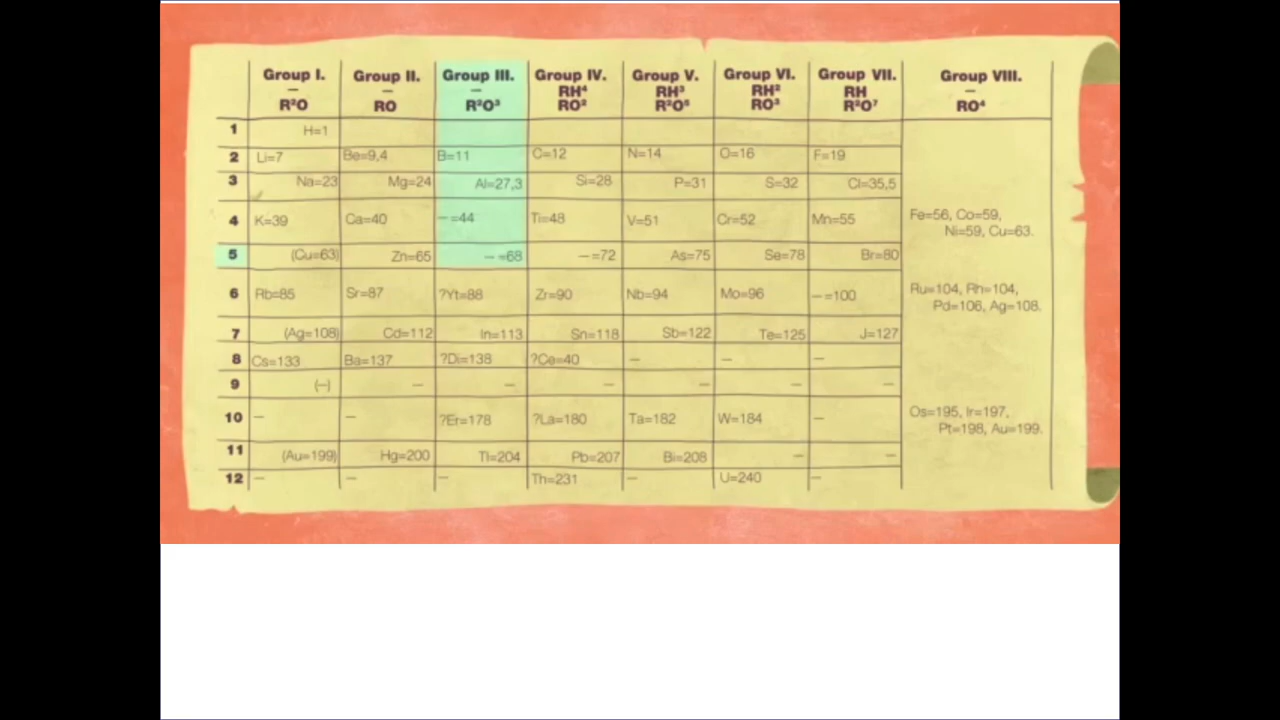 Group I. Group II. Group III. Group IV. Group V. Group VI. Group VII. Group VIII.
— — — RH⁴ RH³ RH² RH —
R²O RO R²O³ RO² R²O⁵ RO³ R²O⁷ RO⁴
1 H=1
2 Li=7 Be=9,4 B=11 C=12 N=14 O=16 F=19
3 Na=23 Mg=24 Al=27,3 Si=28 P=31 S=32 Cl=35,5
4 K=39 Ca=40 —=44 Ti=48 V=51 Cr=52 Mn=55 Fe=56, Co=59,
Ni=59, Cu=63.
5 (Cu=63) Zn=65 —=68 —=72 As=75 Se=78 Br=80
6 Rb=85 Sr=87 ?Yt=88 Zr=90 Nb=94 Mo=96 —=100 Ru=104, Rh=104,
Pd=106, Ag=108.
7 (Ag=108) Cd=112 In=113 Sn=118 Sb=122 Te=125 J=127
8 Cs=133 Ba=137 ?Di=138 ?Ce=40 — — —
9 (—) — — — — — —
10 — — ?Er=178 ?La=180 Ta=182 W=184 — Os=195, Ir=197,
Pt=198, Au=199.
11 (Au=199) Hg=200 Tl=204 Pb=207 Bi=208 — —
12 — — — Th=231 — U=240 —